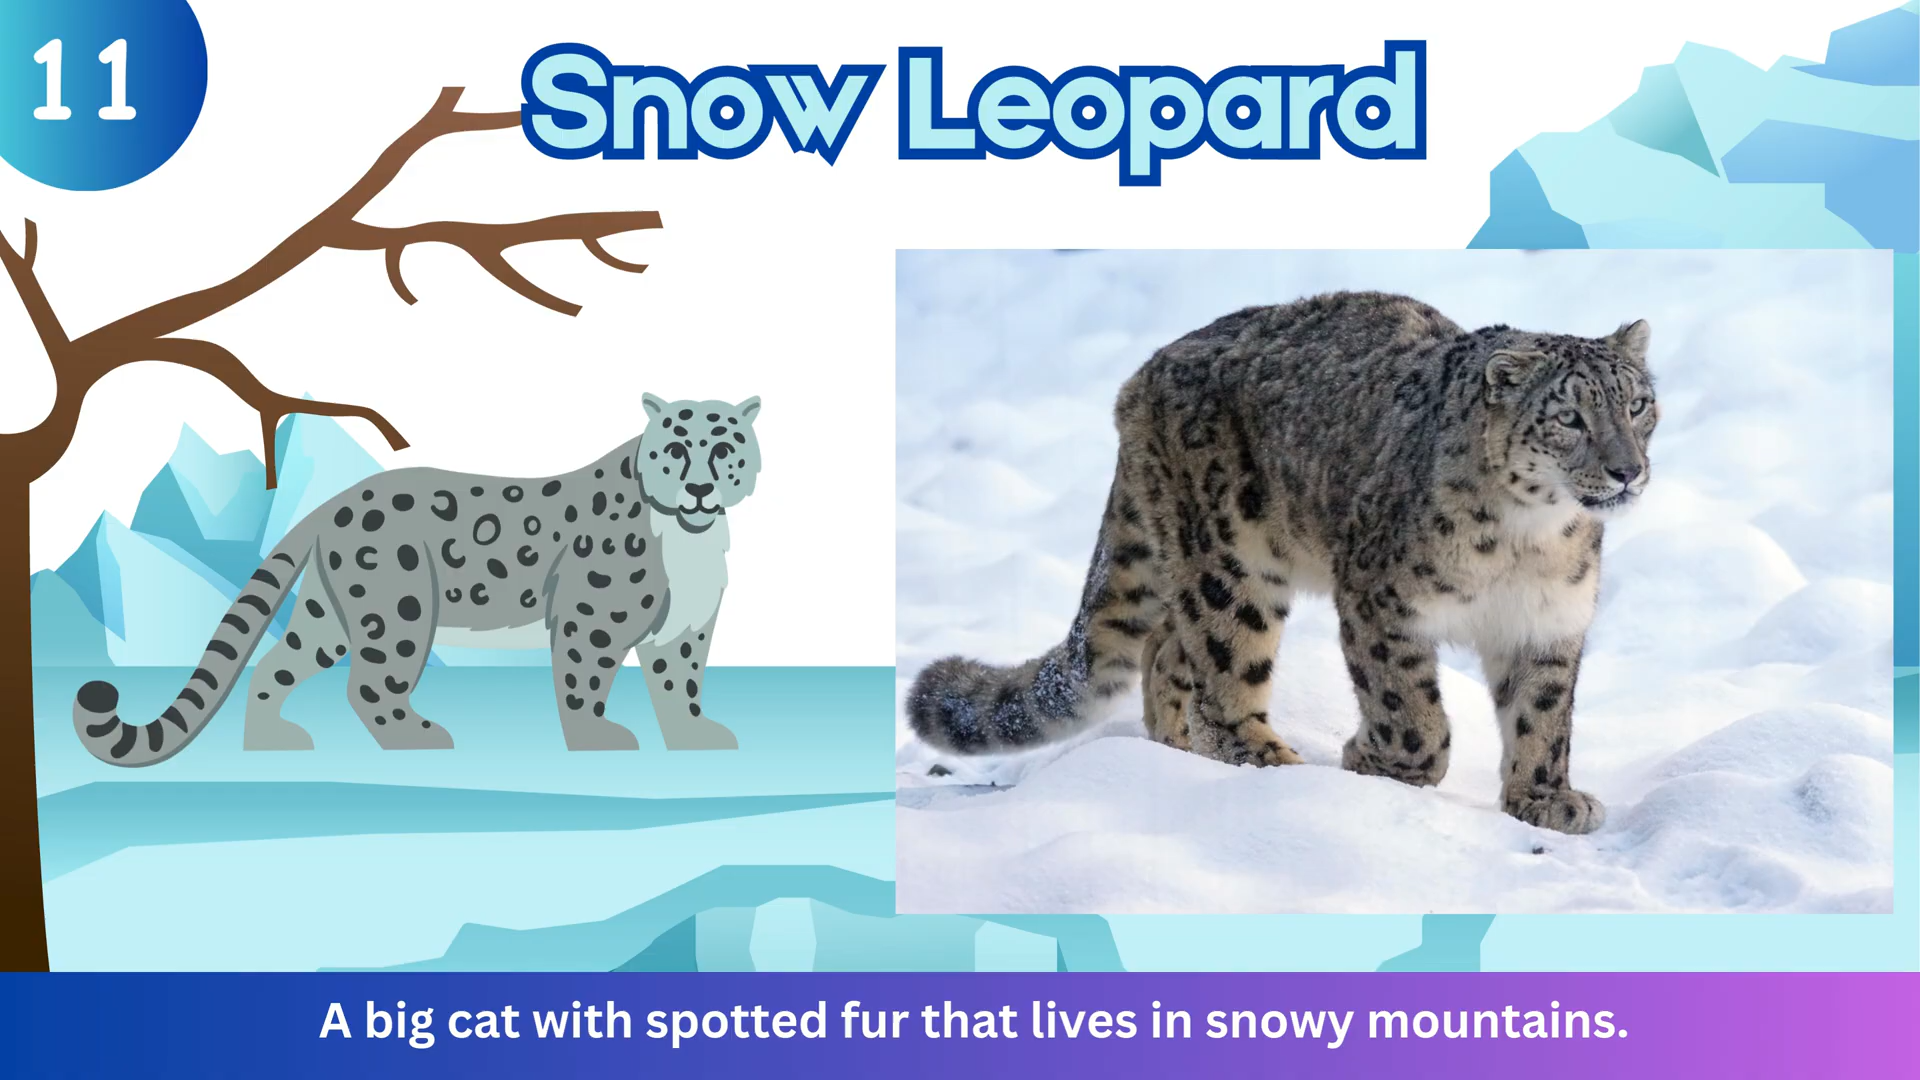 11
Snow Leopard
A big cat with spotted fur that lives in snowy mountains.